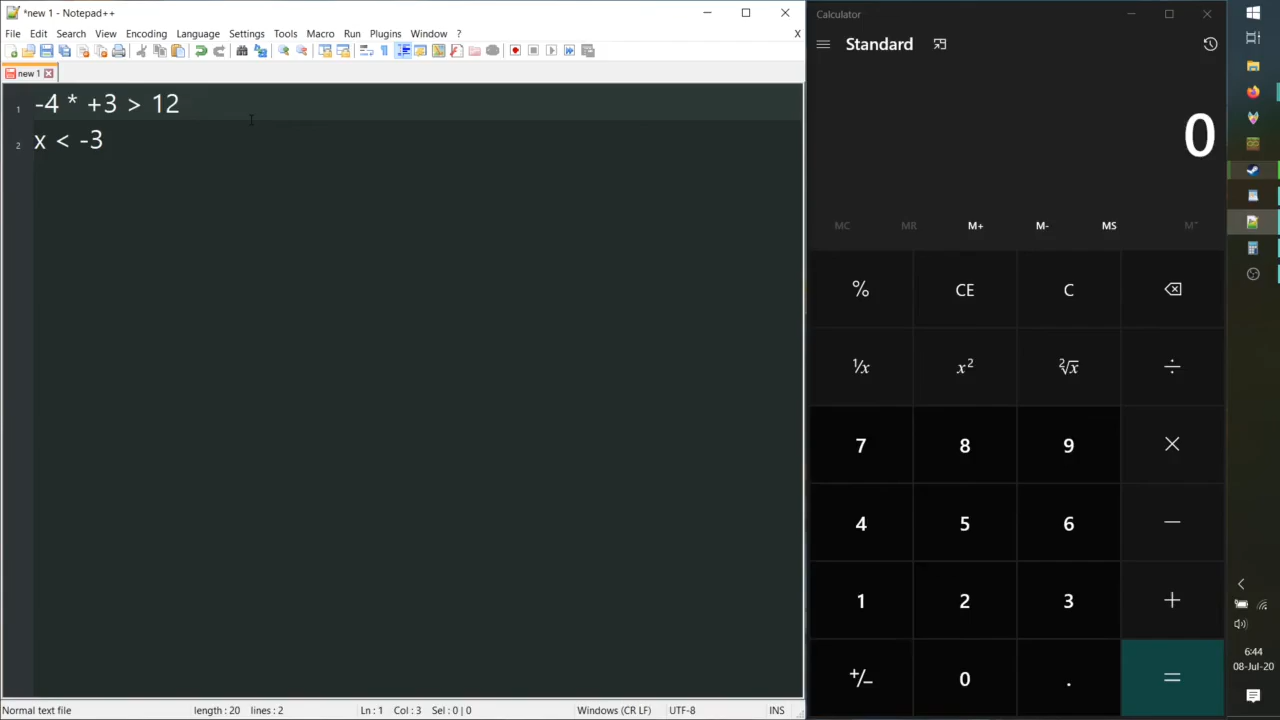 *new 1 - Notepad++
File Edit Search View Encoding Language Settings Tools Macro Run Plugins Window ? X
new 1
1 -4 * +3 > 12
2 x < -3
Normal text file length : 20 lines : 2 Ln : 1 Col : 3 Sel : 0 | 0 Windows (CR LF) UTF-8 INS
Calculator
Standard
0
MC MR M+ M- MS M˅
% CE C
⅟x x² ²√x ÷
7 8 9 ×
4 5 6 −
1 2 3 +
+/− 0 . =
6:44
08-Jul-20